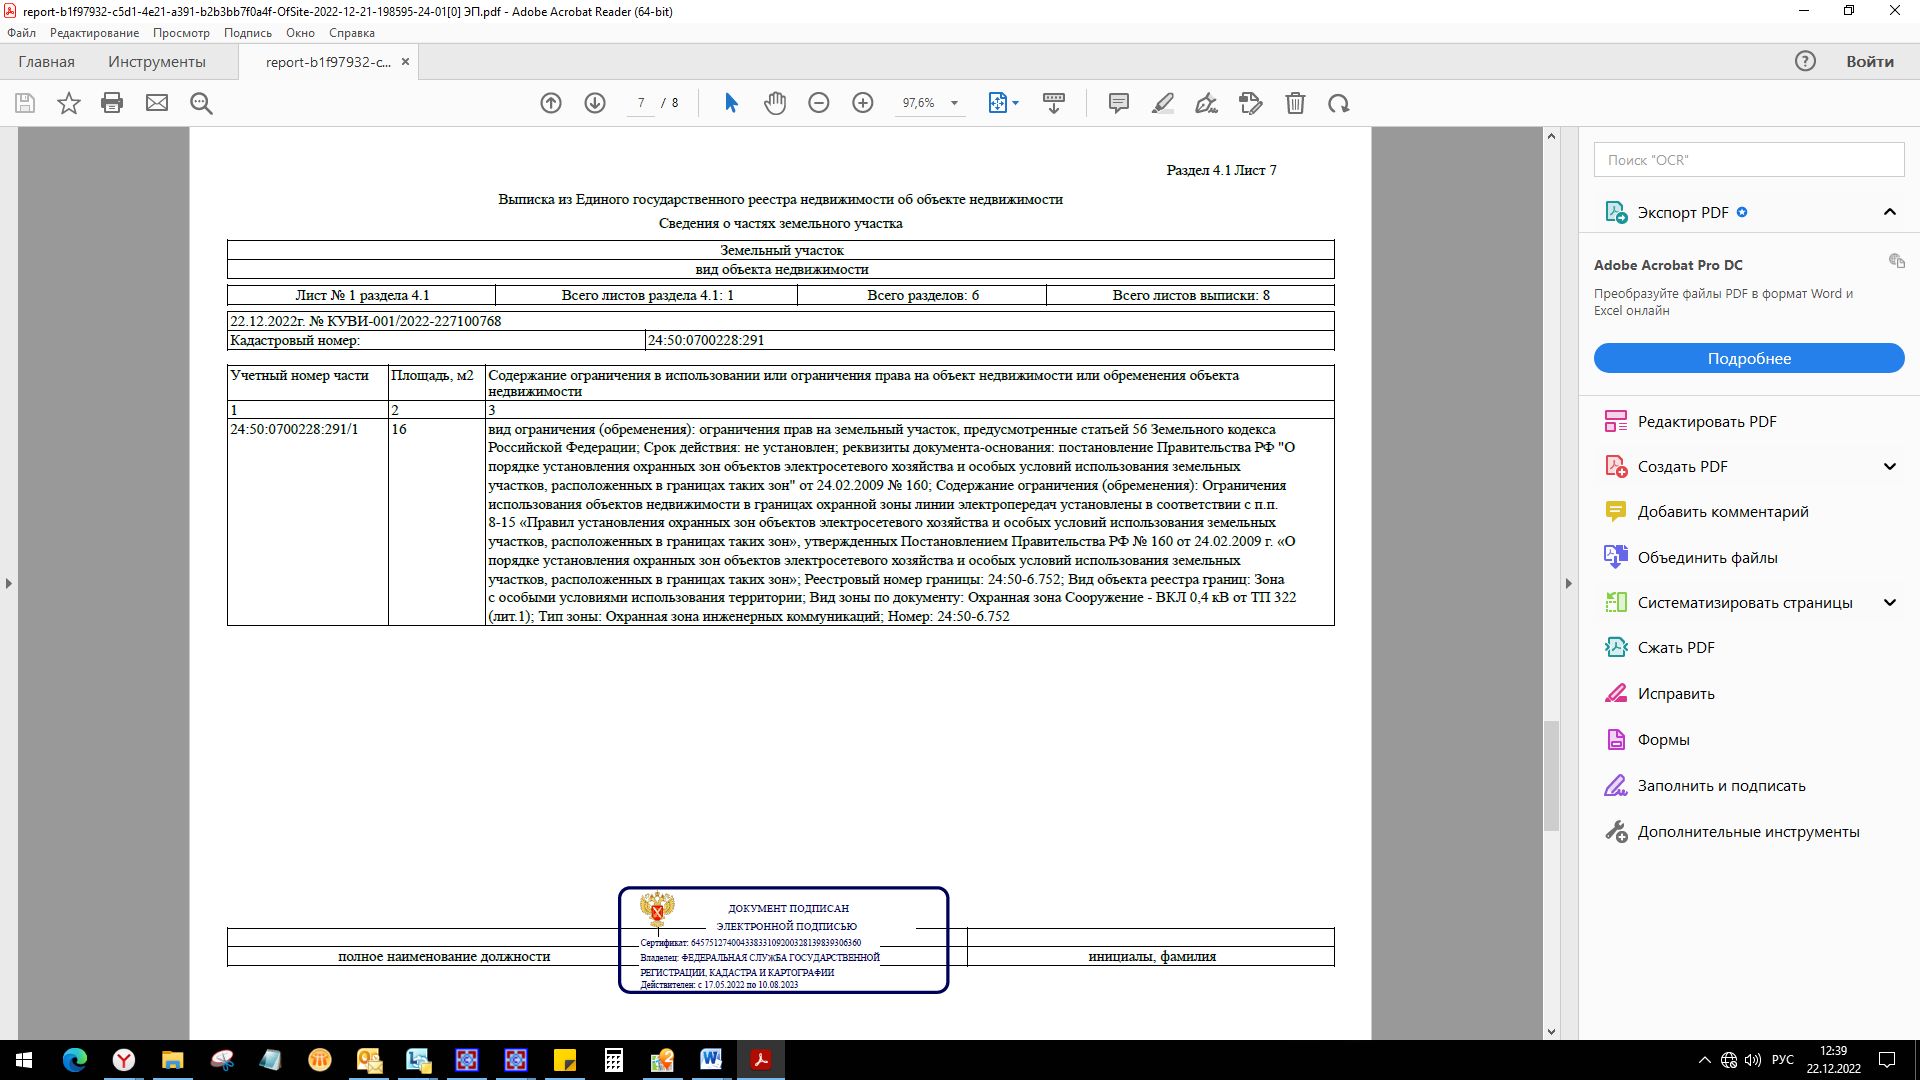 report-b1f97932-c5d1-4e21-a391-b2b3bb7f0a4f-OfSite-2022-12-21-198595-24-01[0] ЭП.pdf - Adobe Acrobat Reader (64-bit)
Файл Редактирование Просмотр Подпись Окно Справка
Главная Инструменты report-b1f97932-c... × Войти
7 / 8 97,6%
Раздел 4.1 Лист 7
Выписка из Единого государственного реестра недвижимости об объекте недвижимости
Сведения о частях земельного участка
Земельный участок
вид объекта недвижимости
Лист № 1 раздела 4.1 Всего листов раздела 4.1: 1 Всего разделов: 6 Всего листов выписки: 8
22.12.2022г. № КУВИ-001/2022-227100768
Кадастровый номер: 24:50:0700228:291
Учетный номер части Площадь, м2 Содержание ограничения в использовании или ограничения права на объект недвижимости или обременения объекта
недвижимости
1 2 3
24:50:0700228:291/1 16 вид ограничения (обременения): ограничения прав на земельный участок, предусмотренные статьей 56 Земельного кодекса
Российской Федерации; Срок действия: не установлен; реквизиты документа-основания: постановление Правительства РФ "О
порядке установления охранных зон объектов электросетевого хозяйства и особых условий использования земельных
участков, расположенных в границах таких зон" от 24.02.2009 № 160; Содержание ограничения (обременения): Ограничения
использования объектов недвижимости в границах охранной зоны линии электропередач установлены в соответствии с п.п.
8-15 «Правил установления охранных зон объектов электросетевого хозяйства и особых условий использования земельных
участков, расположенных в границах таких зон», утвержденных Постановлением Правительства РФ № 160 от 24.02.2009 г. «О
порядке установления охранных зон объектов электросетевого хозяйства и особых условий использования земельных
участков, расположенных в границах таких зон»; Реестровый номер границы: 24:50-6.752; Вид объекта реестра границ: Зона
с особыми условиями использования территории; Вид зоны по документу: Охранная зона Сооружение - ВКЛ 0,4 кВ от ТП 322
(лит.1); Тип зоны: Охранная зона инженерных коммуникаций; Номер: 24:50-6.752
ДОКУМЕНТ ПОДПИСАН
ЭЛЕКТРОННОЙ ПОДПИСЬЮ
Сертификат: 64575127400433833109200328139839306360
Владелец: ФЕДЕРАЛЬНАЯ СЛУЖБА ГОСУДАРСТВЕННОЙ
РЕГИСТРАЦИИ, КАДАСТРА И КАРТОГРАФИИ
Действителен: с 17.05.2022 по 10.08.2023
полное наименование должности инициалы, фамилия
Поиск "OCR"
Экспорт PDF
Adobe Acrobat Pro DC
Преобразуйте файлы PDF в формат Word и
Excel онлайн
Подробнее
Редактировать PDF
Создать PDF
Добавить комментарий
Объединить файлы
Систематизировать страницы
Сжать PDF
Исправить
Формы
Заполнить и подписать
Дополнительные инструменты
РУС 12:39
22.12.2022